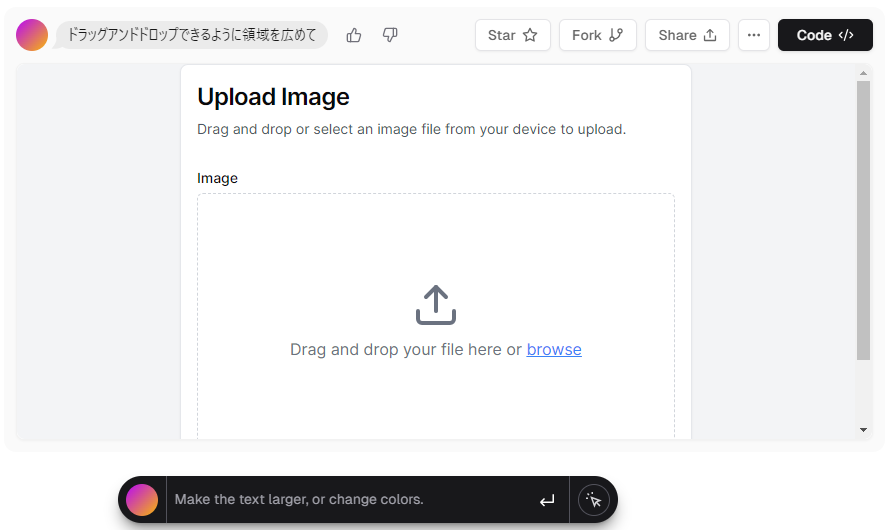 ドラッグアンドドロップできるように領域を広めて
Star
Fork
Share
Code </>
Upload Image
Drag and drop or select an image file from your device to upload.
Image
Drag and drop your file here or browse
Make the text larger, or change colors.